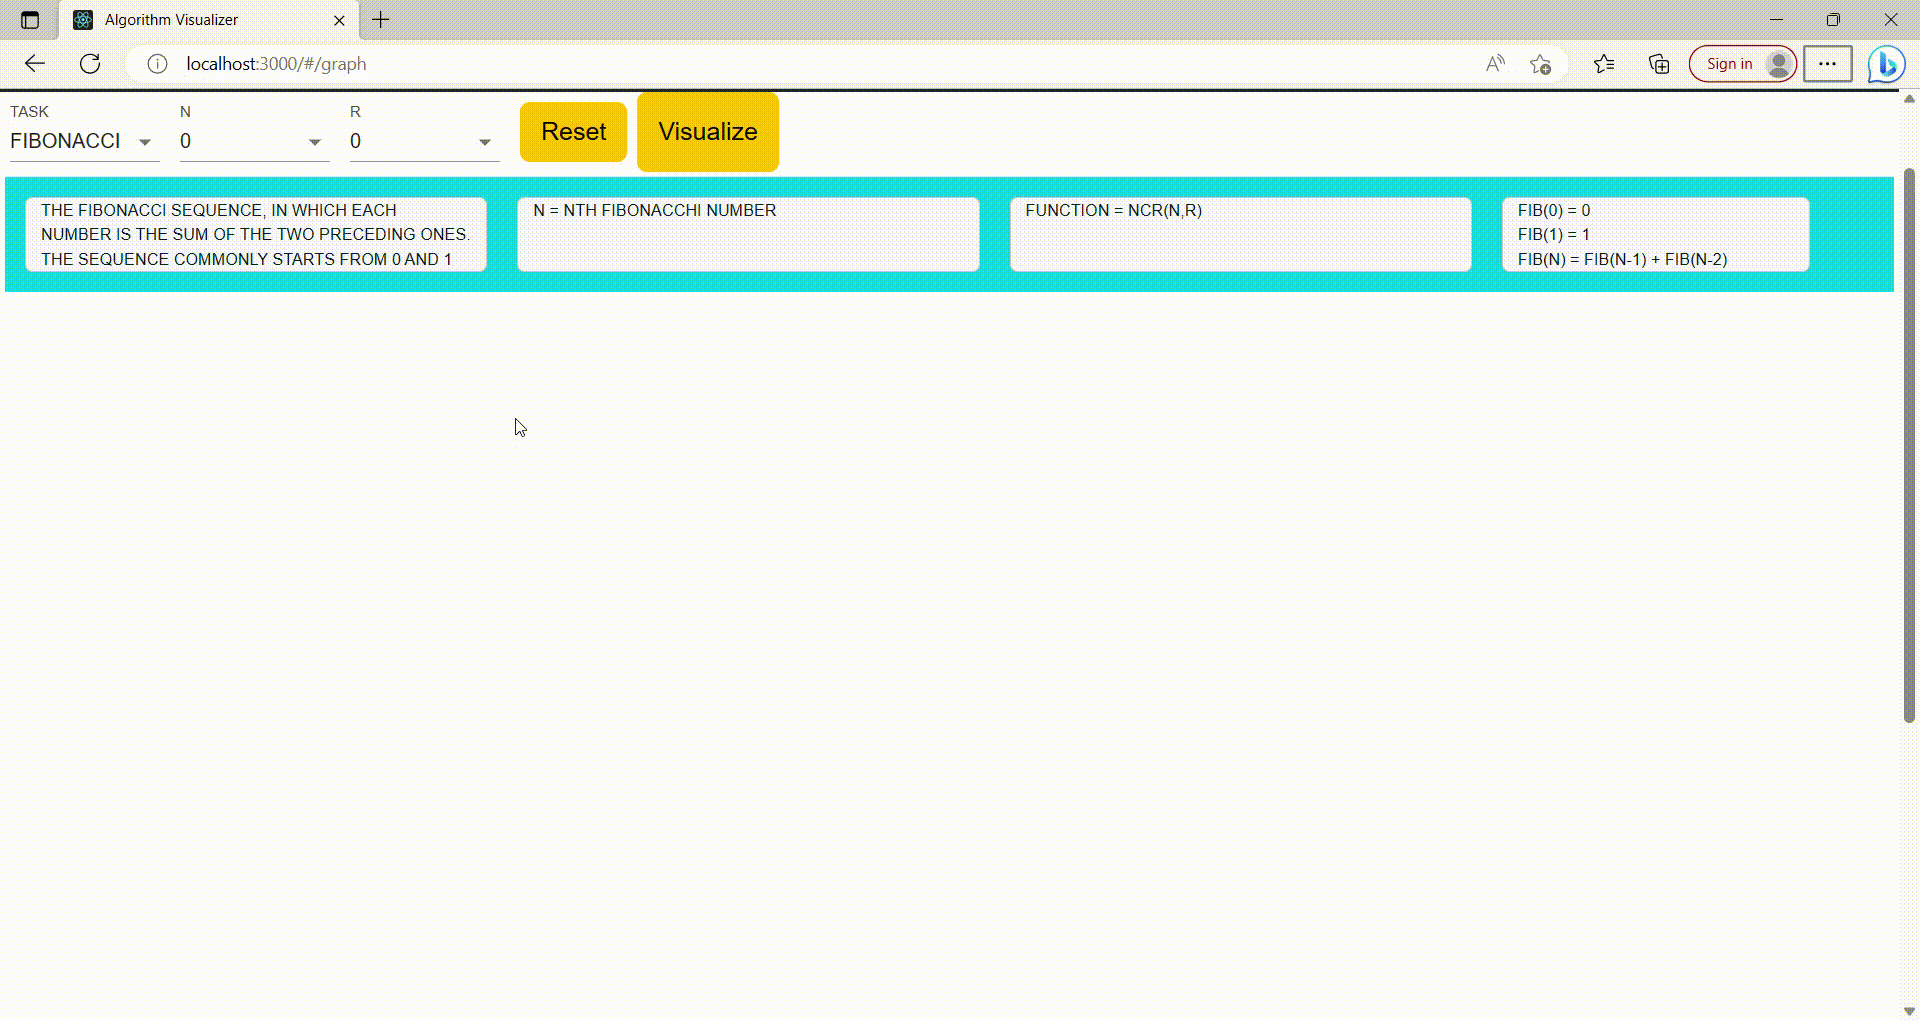 Algorithm Visualizer
localhost:3000/#/graph
Sign in
TASK
N
R
FIBONACCI
0
0
Reset
Visualize
THE FIBONACCI SEQUENCE, IN WHICH EACH
NUMBER IS THE SUM OF THE TWO PRECEDING ONES.
THE SEQUENCE COMMONLY STARTS FROM 0 AND 1
N = NTH FIBONACCHI NUMBER
FUNCTION = NCR(N,R)
FIB(0) = 0
FIB(1) = 1
FIB(N) = FIB(N-1) + FIB(N-2)